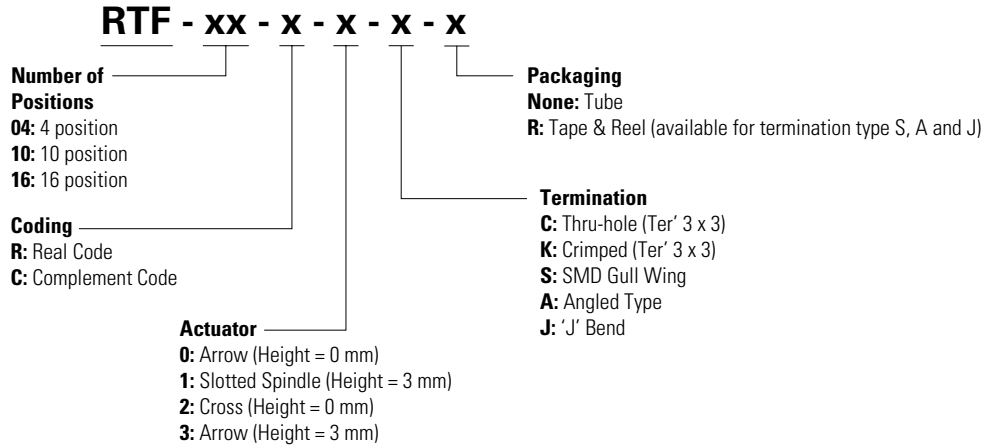 RTF - xx - x - x - x - x
Number of
Positions
04: 4 position
10: 10 position
16: 16 position
Coding
R: Real Code
C: Complement Code
Actuator
0: Arrow (Height = 0 mm)
1: Slotted Spindle (Height = 3 mm)
2: Cross (Height = 0 mm)
3: Arrow (Height = 3 mm)
Packaging
None: Tube
R: Tape & Reel (available for termination type S, A and J)
Termination
C: Thru-hole (Ter’ 3 x 3)
K: Crimped (Ter’ 3 x 3)
S: SMD Gull Wing
A: Angled Type
J: ‘J’ Bend